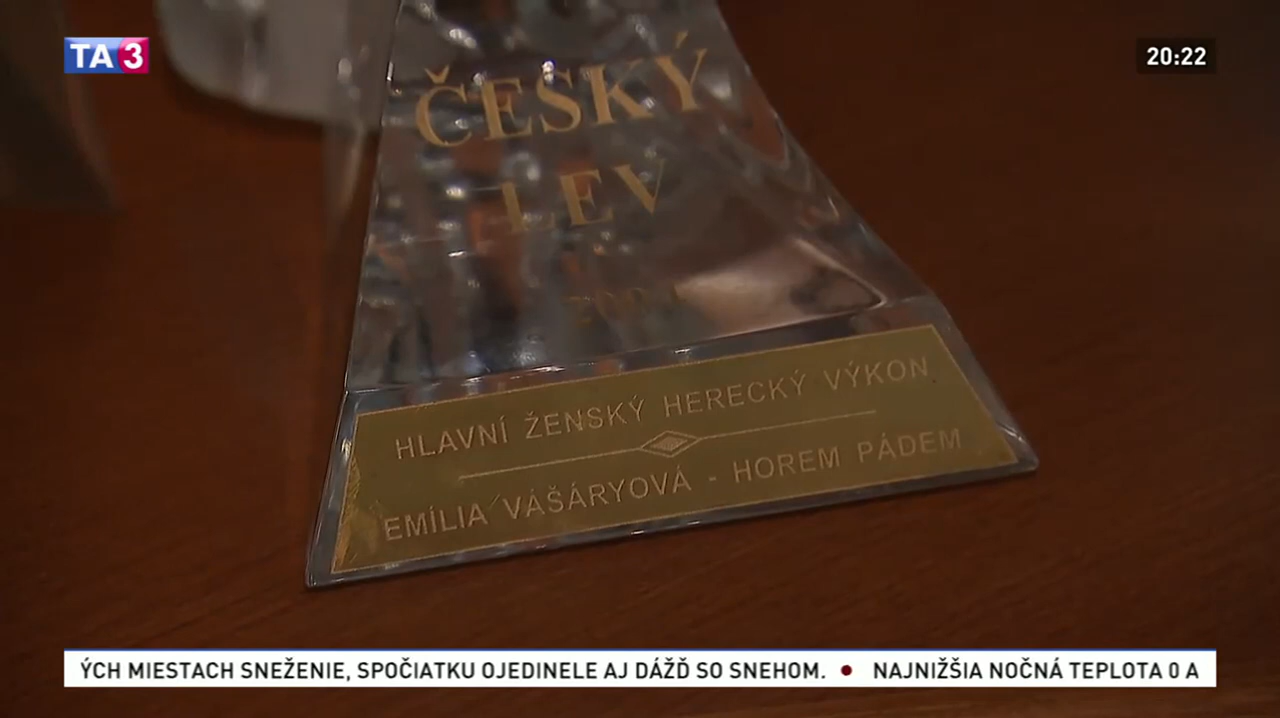 TA3
20:22
ČESKÝ
LEV
HLAVNÍ ŽENSKÝ HERECKÝ VÝKON
EMÍLIA VÁŠÁRYOVÁ - HOREM PÁDEM
ÝCH MIESTACH SNEŽENIE, SPOČIATKU OJEDINELE AJ DÁŽĎ SO SNEHOM. • NAJNIŽŠIA NOČNÁ TEPLOTA 0 A